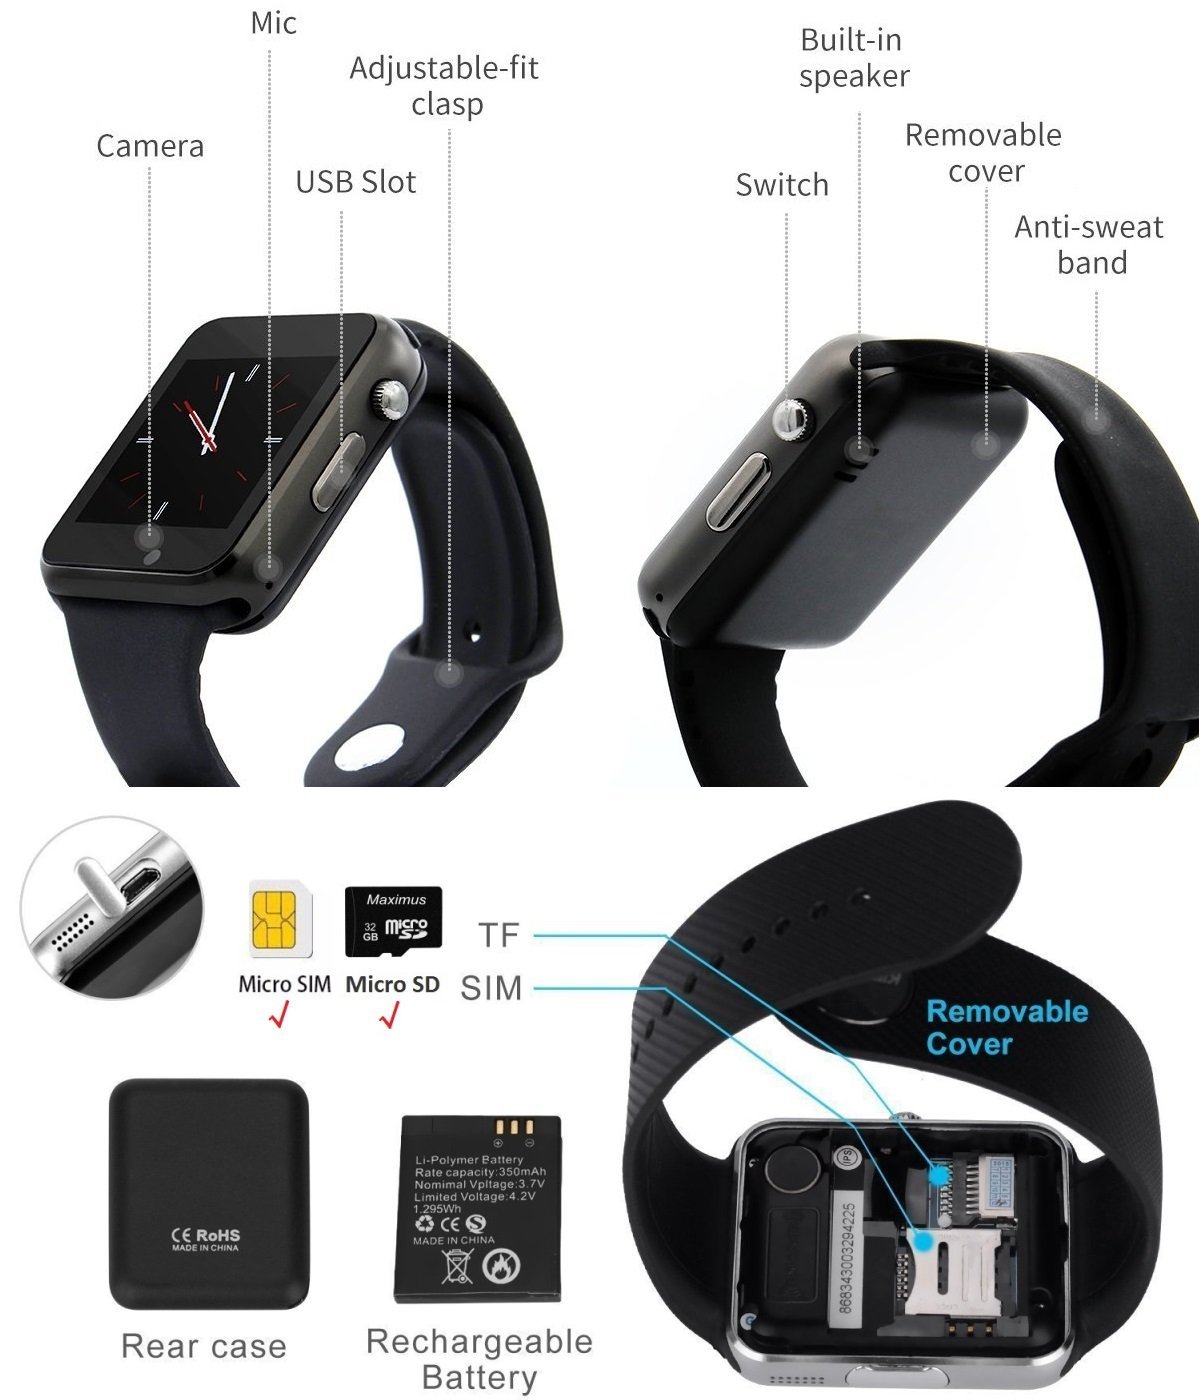 Mic
Adjustable-fit
clasp
Camera
USB Slot
Built-in
speaker
Removable
cover
Switch
Anti-sweat
band
Maximus
32
GB
micro
SD
Micro SIM
Micro SD
TF
SIM
Removable
Cover
CE RoHS
MADE IN CHINA
Rear case
Li-Polymer Battery
Rate capacity:350mAh
Nomimal Vpltage:3.7V
Limited Voltage:4.2V
1.295Wh
CE
MADE IN CHINA
Rechargeable
Battery
IPS
868343003294225